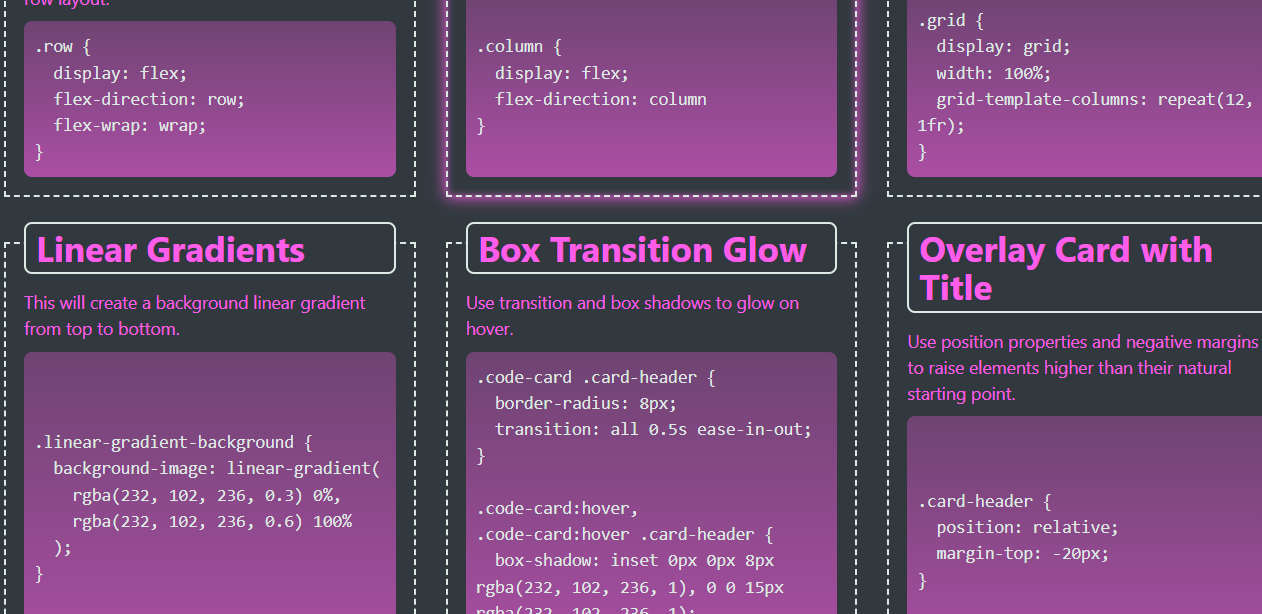 row layout.
.row {
display: flex;
flex-direction: row;
flex-wrap: wrap;
}
.column {
display: flex;
flex-direction: column
}
.grid {
display: grid;
width: 100%;
grid-template-columns: repeat(12,
1fr);
}
Linear Gradients
This will create a background linear gradient
from top to bottom.
.linear-gradient-background {
background-image: linear-gradient(
rgba(232, 102, 236, 0.3) 0%,
rgba(232, 102, 236, 0.6) 100%
);
}
Box Transition Glow
Use transition and box shadows to glow on
hover.
.code-card .card-header {
border-radius: 8px;
transition: all 0.5s ease-in-out;
}
.code-card:hover,
.code-card:hover .card-header {
box-shadow: inset 0px 0px 8px
rgba(232, 102, 236, 1), 0 0 15px
rgba(232, 102, 236, 1);
Overlay Card with
Title
Use position properties and negative margins
to raise elements higher than their natural
starting point.
.card-header {
position: relative;
margin-top: -20px;
}